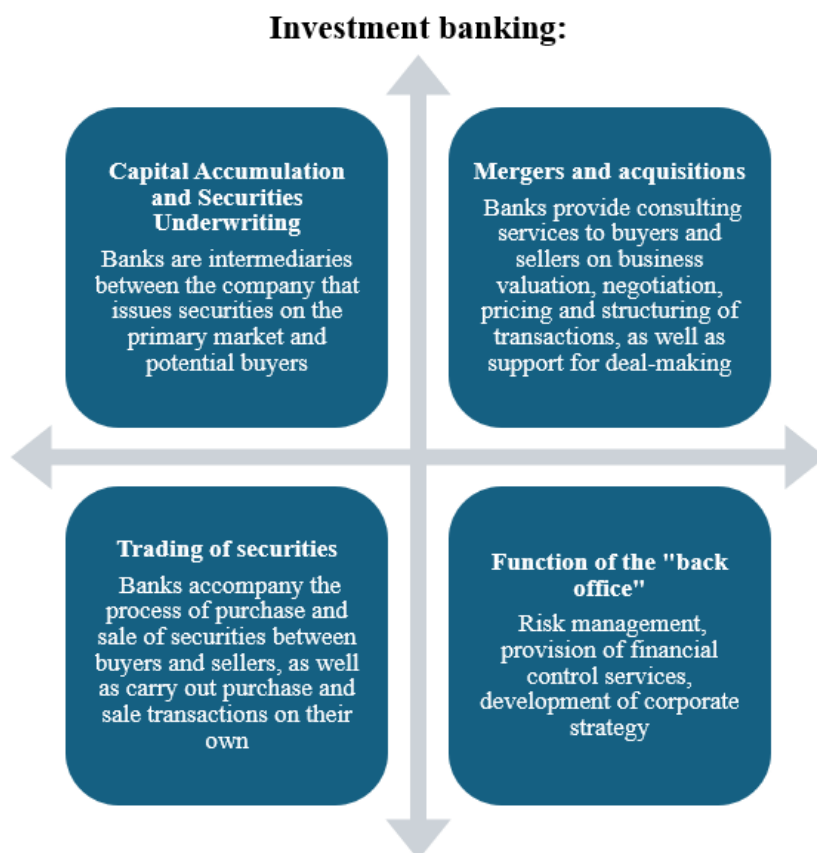 Investment banking:
Capital Accumulation
and Securities
Underwriting
Banks are intermediaries
between the company that
issues securities on the
primary market and
potential buyers
Mergers and acquisitions
Banks provide consulting
services to buyers and
sellers on business
valuation, negotiation,
pricing and structuring of
transactions, as well as
support for deal-making
Trading of securities
Banks accompany the
process of purchase and
sale of securities between
buyers and sellers, as well
as carry out purchase and
sale transactions on their
own
Function of the "back
office"
Risk management,
provision of financial
control services,
development of corporate
strategy